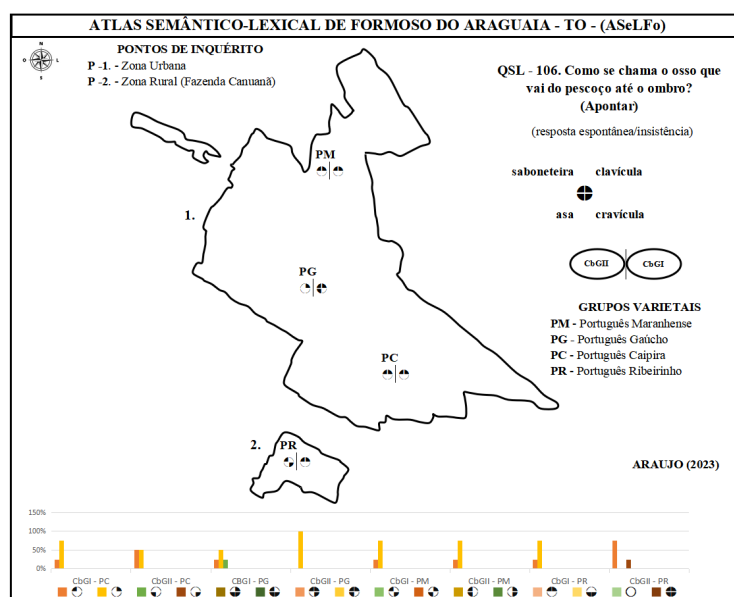 ATLAS SEMÂNTICO-LEXICAL DE FORMOSO DO ARAGUAIA - TO - (ASeLFo)
N
O L
S
PONTOS DE INQUÉRITO
P -1. - Zona Urbana
P -2. - Zona Rural (Fazenda Canuanã)
QSL - 106. Como se chama o osso que
vai do pescoço até o ombro?
(Apontar)
(resposta espontânea/insistência)
saboneteira clavícula
asa cravícula
CbGII CbGI
GRUPOS VARIETAIS
PM - Português Maranhense
PG - Português Gaúcho
PC - Português Caipira
PR - Português Ribeirinho
PM
1.
PG
PC
2. PR
ARAUJO (2023)
150%
100%
50%
0%
CbGI - PC CbGII - PC CBGI - PG CbGII - PG CbGI - PM CbGII - PM CbGI - PR CbGII - PR